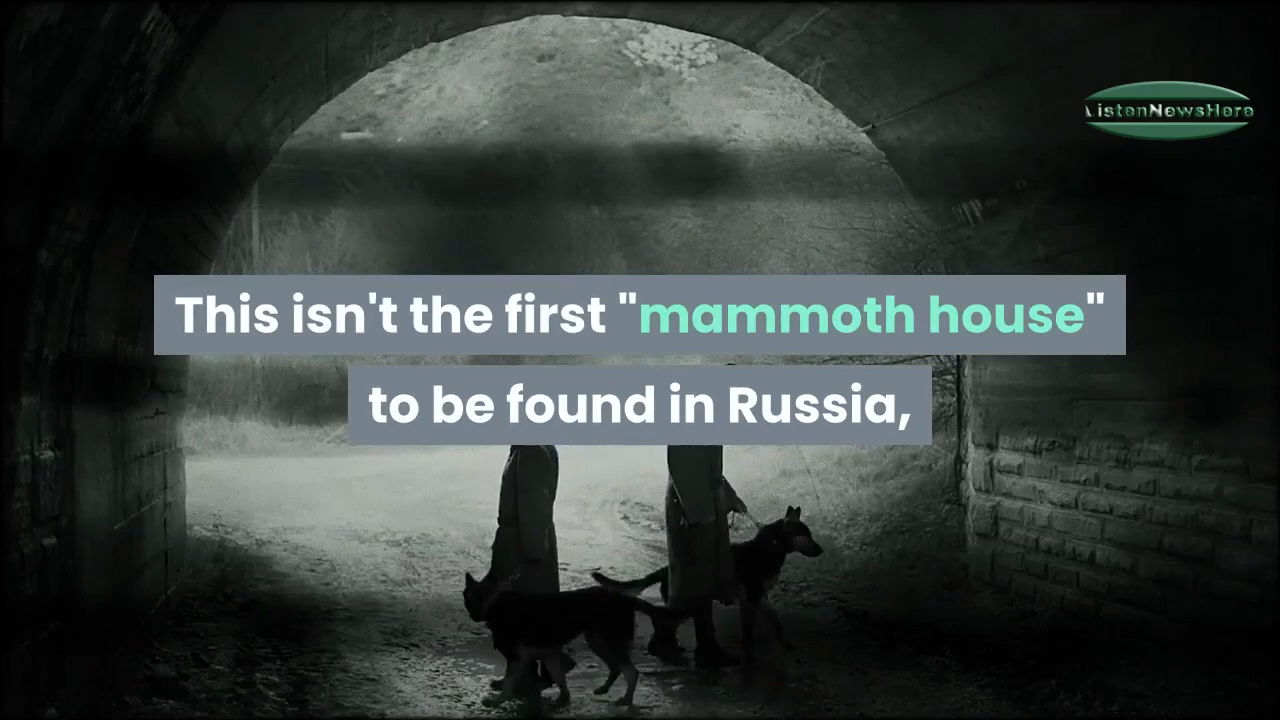 ListenNewsHere
This isn't the first "mammoth house"
to be found in Russia,